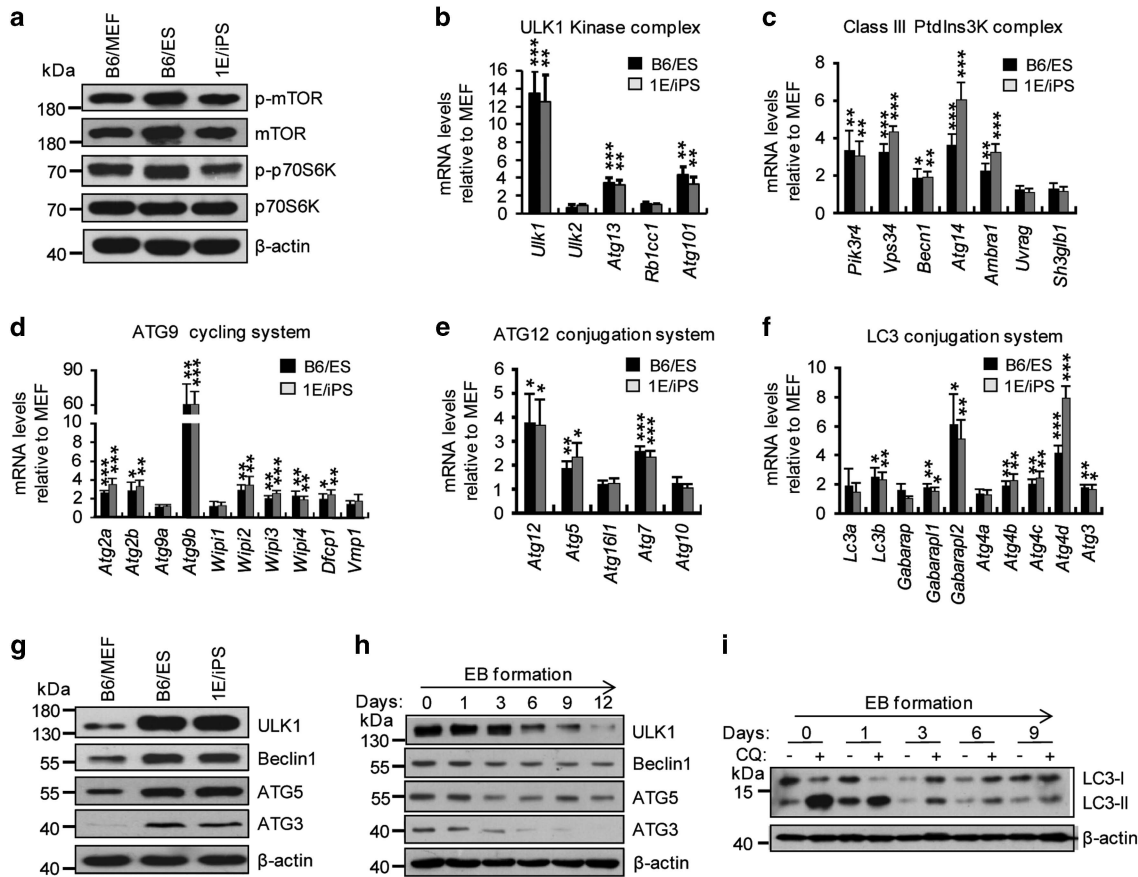 a
B6/MEF
B6/ES
1E/iPS
kDa
180
p-mTOR
180
mTOR
70
p-p70S6K
70
p70S6K
40
β-actin
b
ULK1 Kinase complex
B6/ES
1E/iPS
mRNA levels
relative to MEF
16
14
12
10
8
6
4
2
0
*** ** *** ** ** **
Ulk1
Ulk2
Atg13
Rb1cc1
Atg101
c
Class III PtdIns3K complex
B6/ES
1E/iPS
mRNA levels
relative to MEF
8
6
4
2
0
** ** *** *** * ** *** *** ** ***
Pik3r4
Vps34
Becn1
Atg14
Ambra1
Uvrag
Sh3glb1
d
ATG9 cycling system
B6/ES
1E/iPS
mRNA levels
relative to MEF
90
60
30
10
8
6
4
2
0
*** *** * ** ** *** ** ** ** *** ** ** * **
Atg2a
Atg2b
Atg9a
Atg9b
Wipi1
Wipi2
Wipi3
Wipi4
Dfcp1
Vmp1
e
ATG12 conjugation system
B6/ES
1E/iPS
mRNA levels
relative to MEF
6
5
4
3
2
1
0
* * ** * *** ***
Atg12
Atg5
Atg16l1
Atg7
Atg10
f
LC3 conjugation system
B6/ES
1E/iPS
mRNA levels
relative to MEF
10
8
6
4
2
0
* ** ** * * ** ** ** *** *** *** *** ** *
Lc3a
Lc3b
Gabarap
Gabarapl1
Gabarapl2
Atg4a
Atg4b
Atg4c
Atg4d
Atg3
g
B6/MEF
B6/ES
1E/iPS
kDa
180
130
ULK1
55
Beclin1
55
ATG5
40
ATG3
40
β-actin
h
EB formation
Days: 0 1 3 6 9 12
kDa
130
ULK1
55
Beclin1
55
ATG5
40
ATG3
40
β-actin
i
EB formation
Days: 0 1 3 6 9
CQ: - + - + - + - + - +
kDa
15
LC3-I
LC3-II
40
β-actin